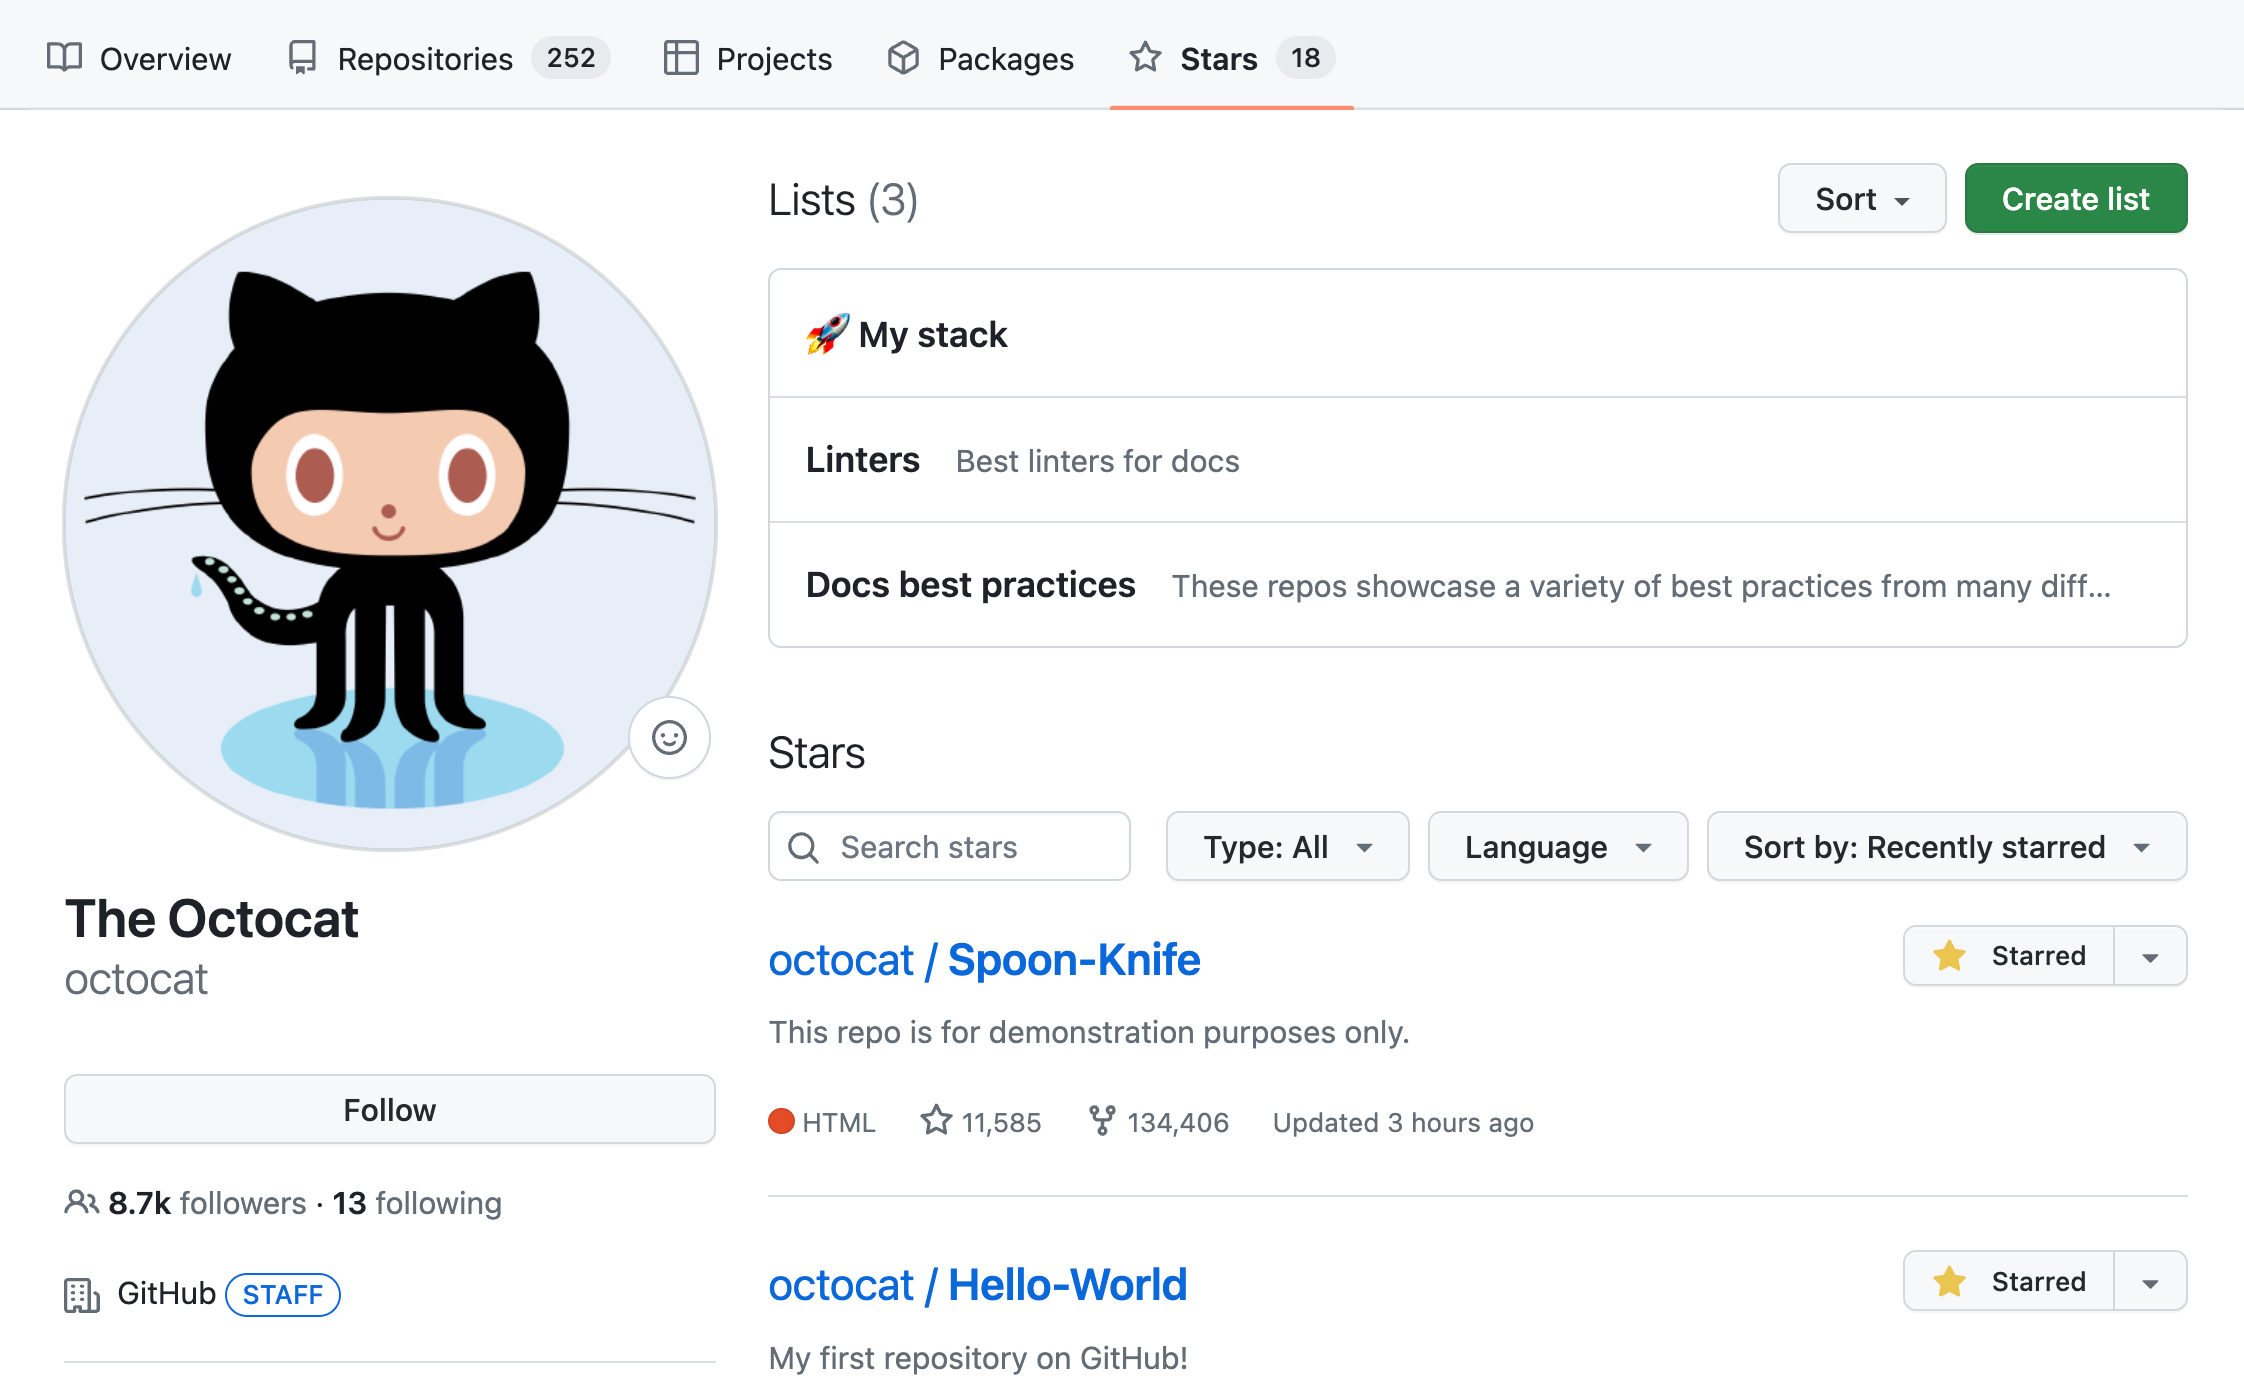 Overview Repositories 252 Projects Packages Stars 18
Lists (3)
Sort Create list
🚀 My stack
Linters Best linters for docs
Docs best practices These repos showcase a variety of best practices from many diff...
Stars
Search stars Type: All Language Sort by: Recently starred
octocat / Spoon-Knife Starred
This repo is for demonstration purposes only.
HTML 11,585 134,406 Updated 3 hours ago
octocat / Hello-World Starred
My first repository on GitHub!
The Octocat
octocat
Follow
8.7k followers · 13 following
GitHub STAFF